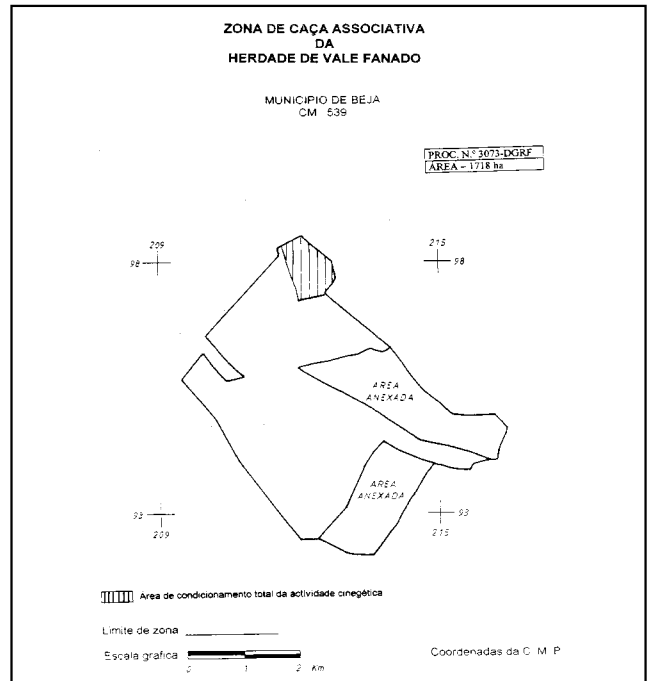 ZONA DE CAÇA ASSOCIATIVA
DA
HERDADE DE VALE FANADO
MUNICIPIO DE BEJA
CM 539
PROC. N.º 3073-DGRF
ÁREA – 1718 ha
209
98
215
98
AREA
ANEXADA
AREA
ANEXADA
93
209
93
215
Area de condicionamento total da actividade cinegética
Limite de zona
Escala grafica
0 1 2 Km
Coordenadas da C M P